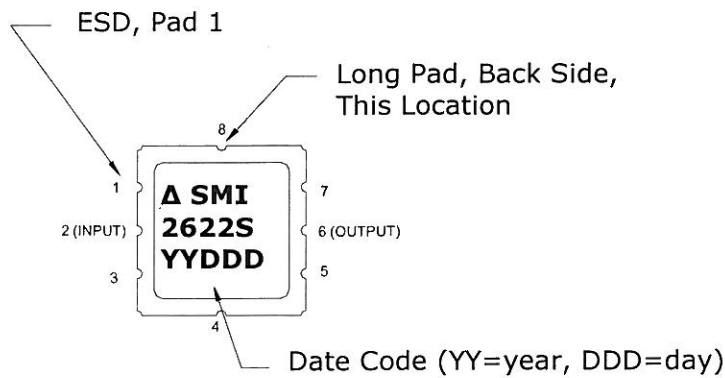 ESD, Pad 1
Long Pad, Back Side,
This Location
8
1
7
Δ SMI
2 (INPUT)
2622S
6 (OUTPUT)
YYDDD
3
5
4
Date Code (YY=year, DDD=day)